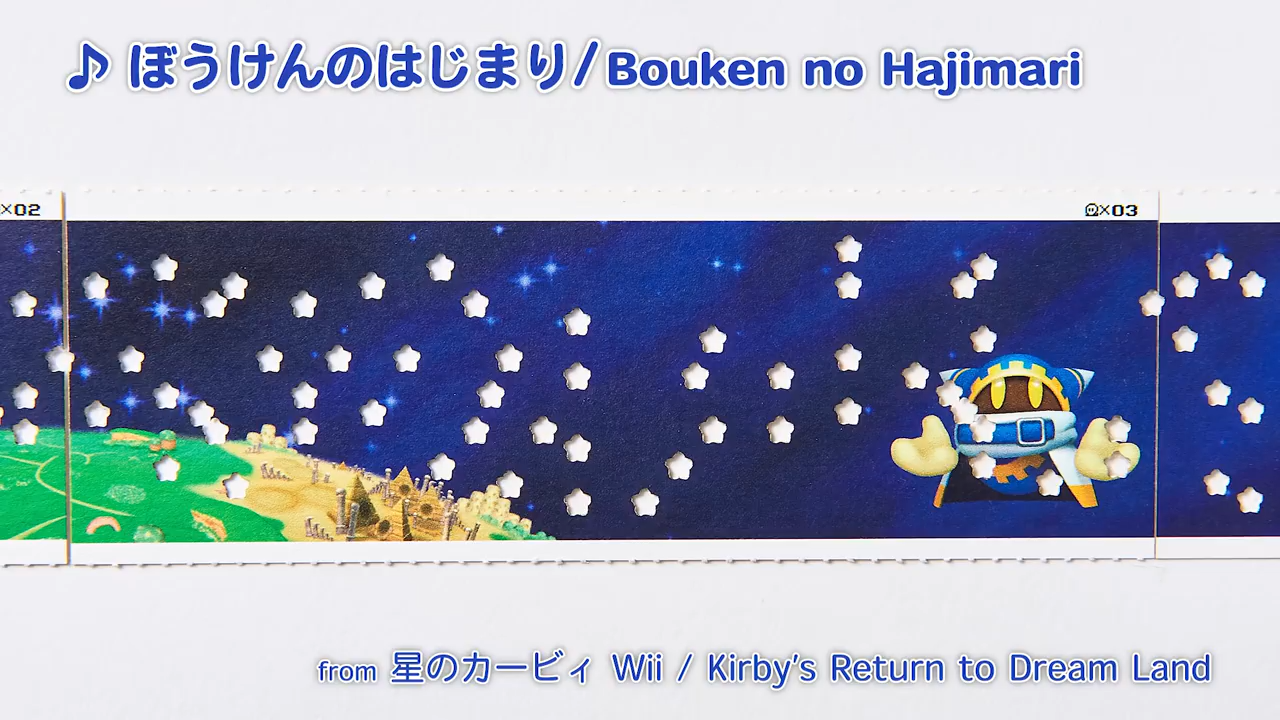 ♪ ぼうけんのはじまり/Bouken no Hajimari
×02
×03
from 星のカービィ Wii / Kirby's Return to Dream Land